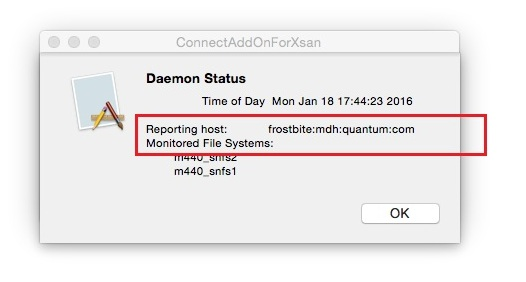 ConnectAddOnForXsan
Daemon Status
Time of Day Mon Jan 18 17:44:23 2016
Reporting host: frostbite:mdh:quantum:com
Monitored File Systems:
m440_snfs2
m440_snfs1
OK